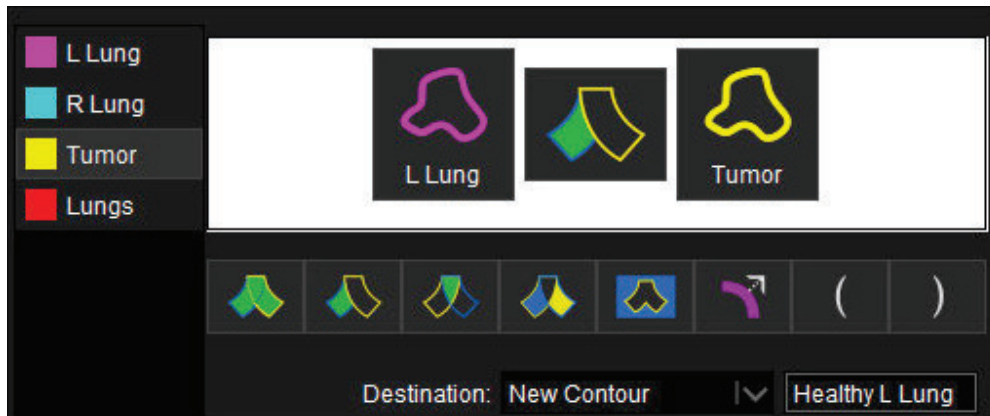 L Lung
R Lung
Tumor
Lungs
L Lung
Tumor
( )
Destination: New Contour Healthy L Lung